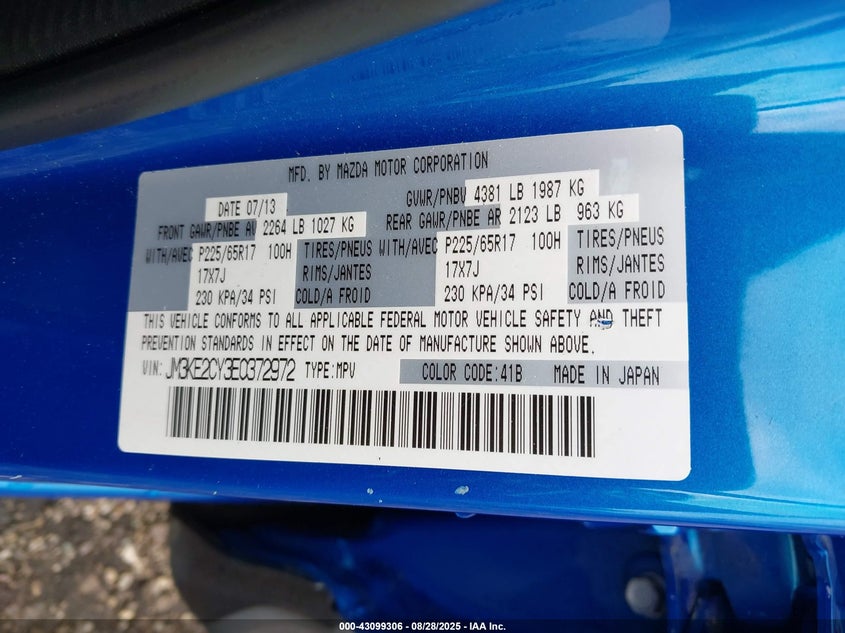 MFD. BY MAZDA MOTOR CORPORATION
DATE 07/13 GVWR/PNBV 4381 LB 1987 KG
FRONT GAWR/PNBE AV 2264 LB 1027 KG REAR GAWR/PNBE AR 2123 LB 963 KG
WITH/AVEC P225/65R17 100H TIRES/PNEUS WITH/AVEC P225/65R17 100H TIRES/PNEUS
17X7J RIMS/JANTES 17X7J RIMS/JANTES
230 KPA/34 PSI COLD/A FROID 230 KPA/34 PSI COLD/A FROID
THIS VEHICLE CONFORMS TO ALL APPLICABLE FEDERAL MOTOR VEHICLE SAFETY AND THEFT
PREVENTION STANDARDS IN EFFECT ON THE DATE OF MANUFACTURE SHOWN ABOVE.
VIN: JM3KE2CY3E0372972 TYPE:MPV COLOR CODE:41B MADE IN JAPAN
000-43099306 / 08/28/2025 - IAA Inc.